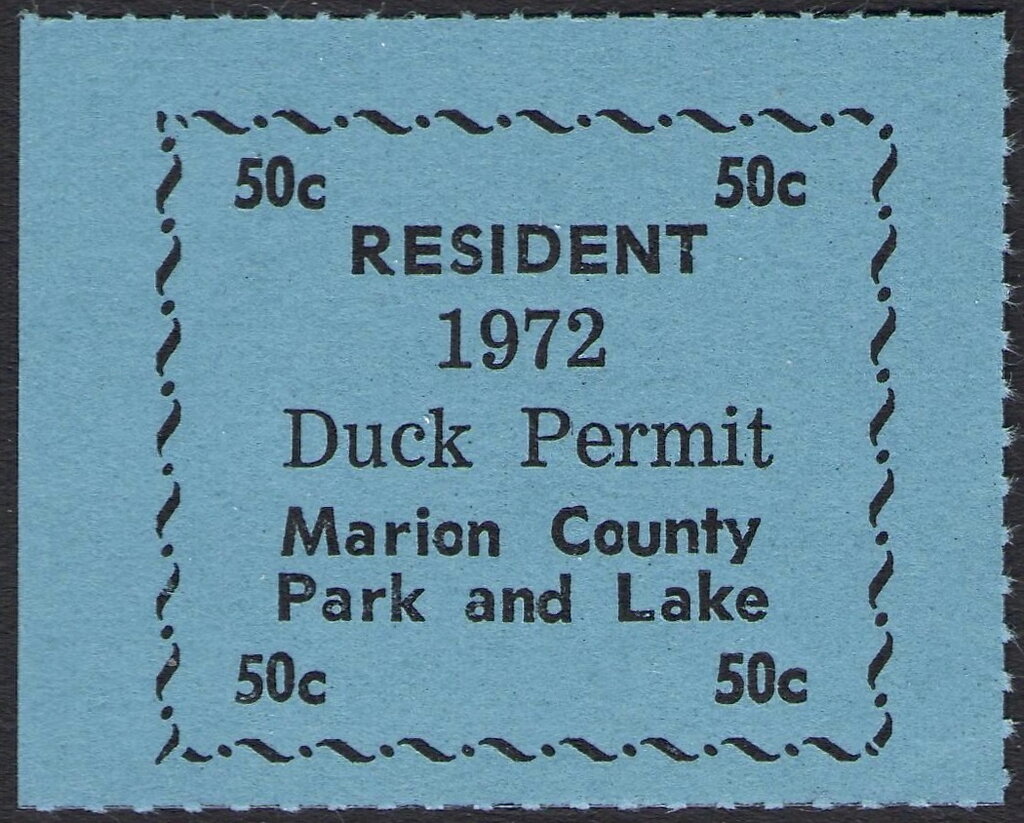 50c 50c
RESIDENT
1972
Duck Permit
Marion County
Park and Lake
50c 50c